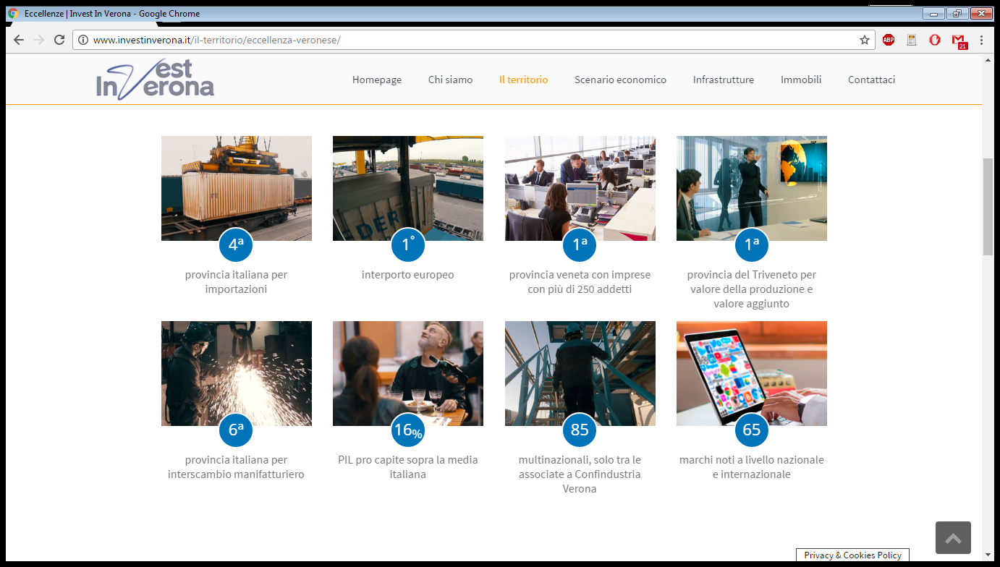 Eccellenze | Invest In Verona - Google Chrome
www.investinverona.it/il-territorio/eccellenza-veronese/
ABP
21
InVest
InVerona
Homepage
Chi siamo
Il territorio
Scenario economico
Infrastrutture
Immobili
Contattaci
DER
4ª
provincia italiana per
importazioni
1°
interporto europeo
1ª
provincia veneta con imprese
con più di 250 addetti
1ª
provincia del Triveneto per
valore della produzione e
valore aggiunto
6ª
provincia italiana per
interscambio manifatturiero
16%
PIL pro capite sopra la media
italiana
85
multinazionali, solo tra le
associate a Confindustria
Verona
65
marchi noti a livello nazionale
e internazionale
Privacy & Cookies Policy